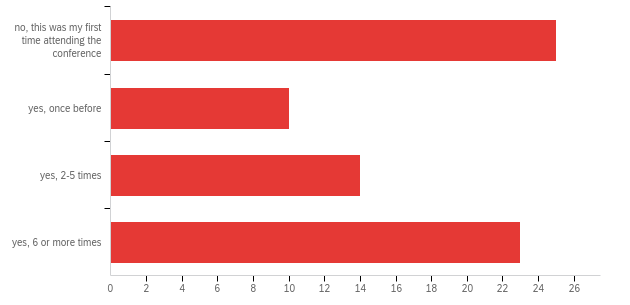 no, this was my first
time attending the
conference
yes, once before
yes, 2-5 times
yes, 6 or more times
0 2 4 6 8 10 12 14 16 18 20 22 24 26